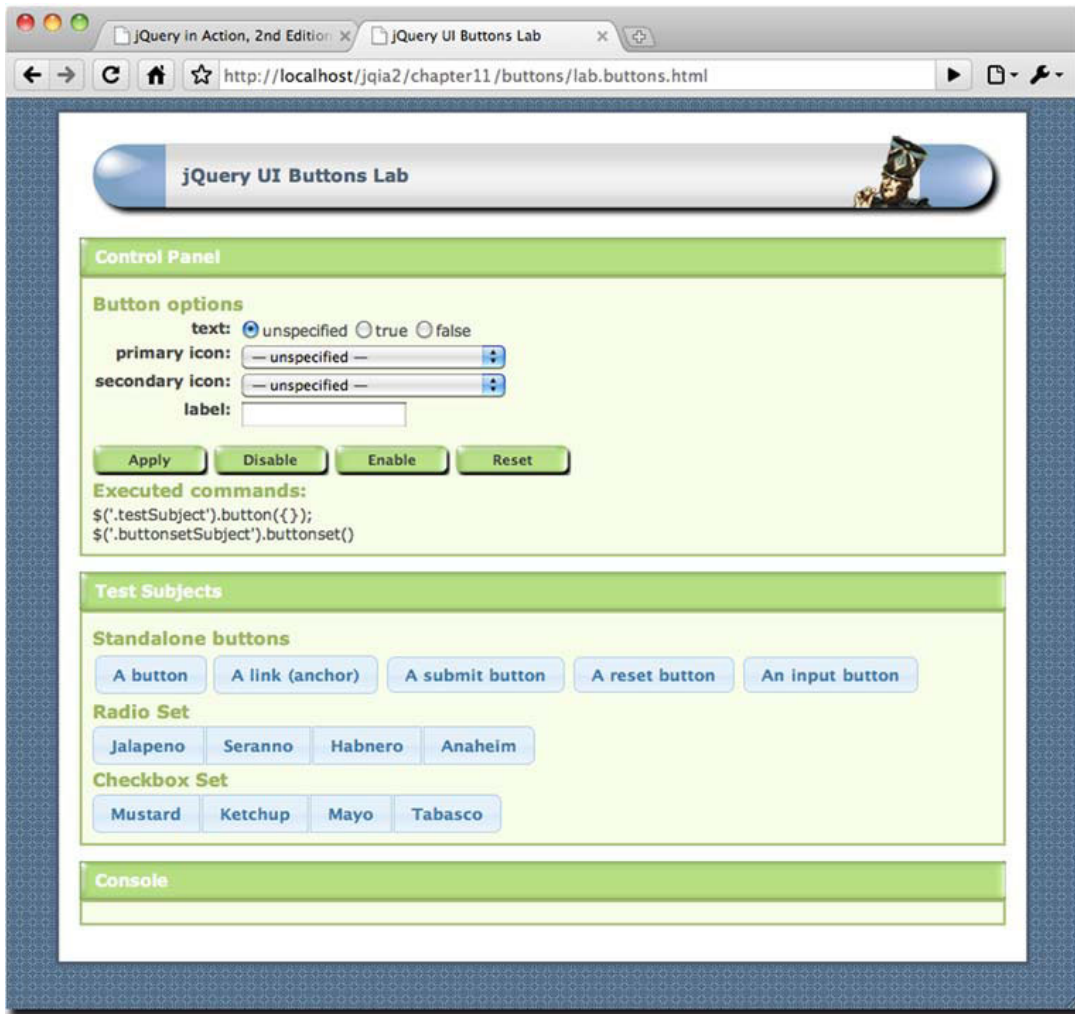 jQuery in Action, 2nd Edition
jQuery UI Buttons Lab
http://localhost/jqia2/chapter11/buttons/lab.buttons.html
jQuery UI Buttons Lab
Control Panel
Button options
text: unspecified true false
primary icon: — unspecified —
secondary icon: — unspecified —
label:
Apply Disable Enable Reset
Executed commands:
$('.testSubject').button({});
$('.buttonsetSubject').buttonset()
Test Subjects
Standalone buttons
A button A link (anchor) A submit button A reset button An input button
Radio Set
Jalapeno Seranno Habnero Anaheim
Checkbox Set
Mustard Ketchup Mayo Tabasco
Console